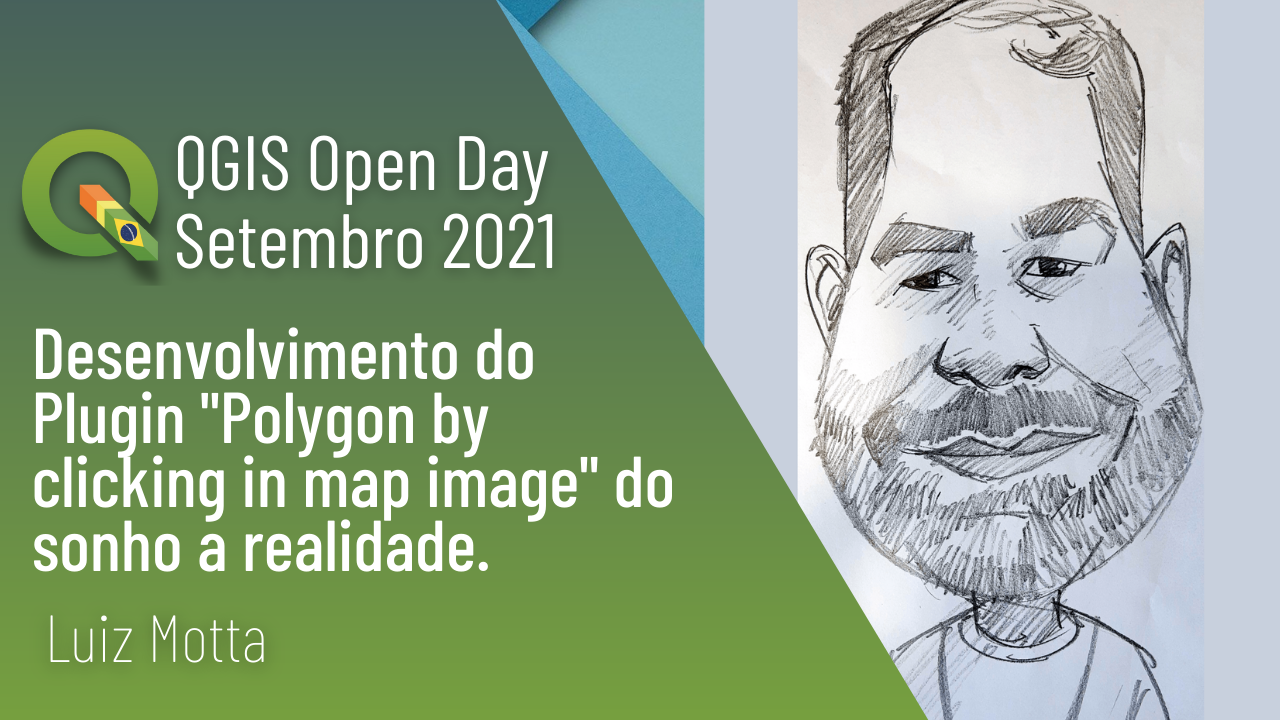 QGIS Open Day
Setembro 2021
Desenvolvimento do
Plugin "Polygon by
clicking in map image" do
sonho a realidade.
Luiz Motta